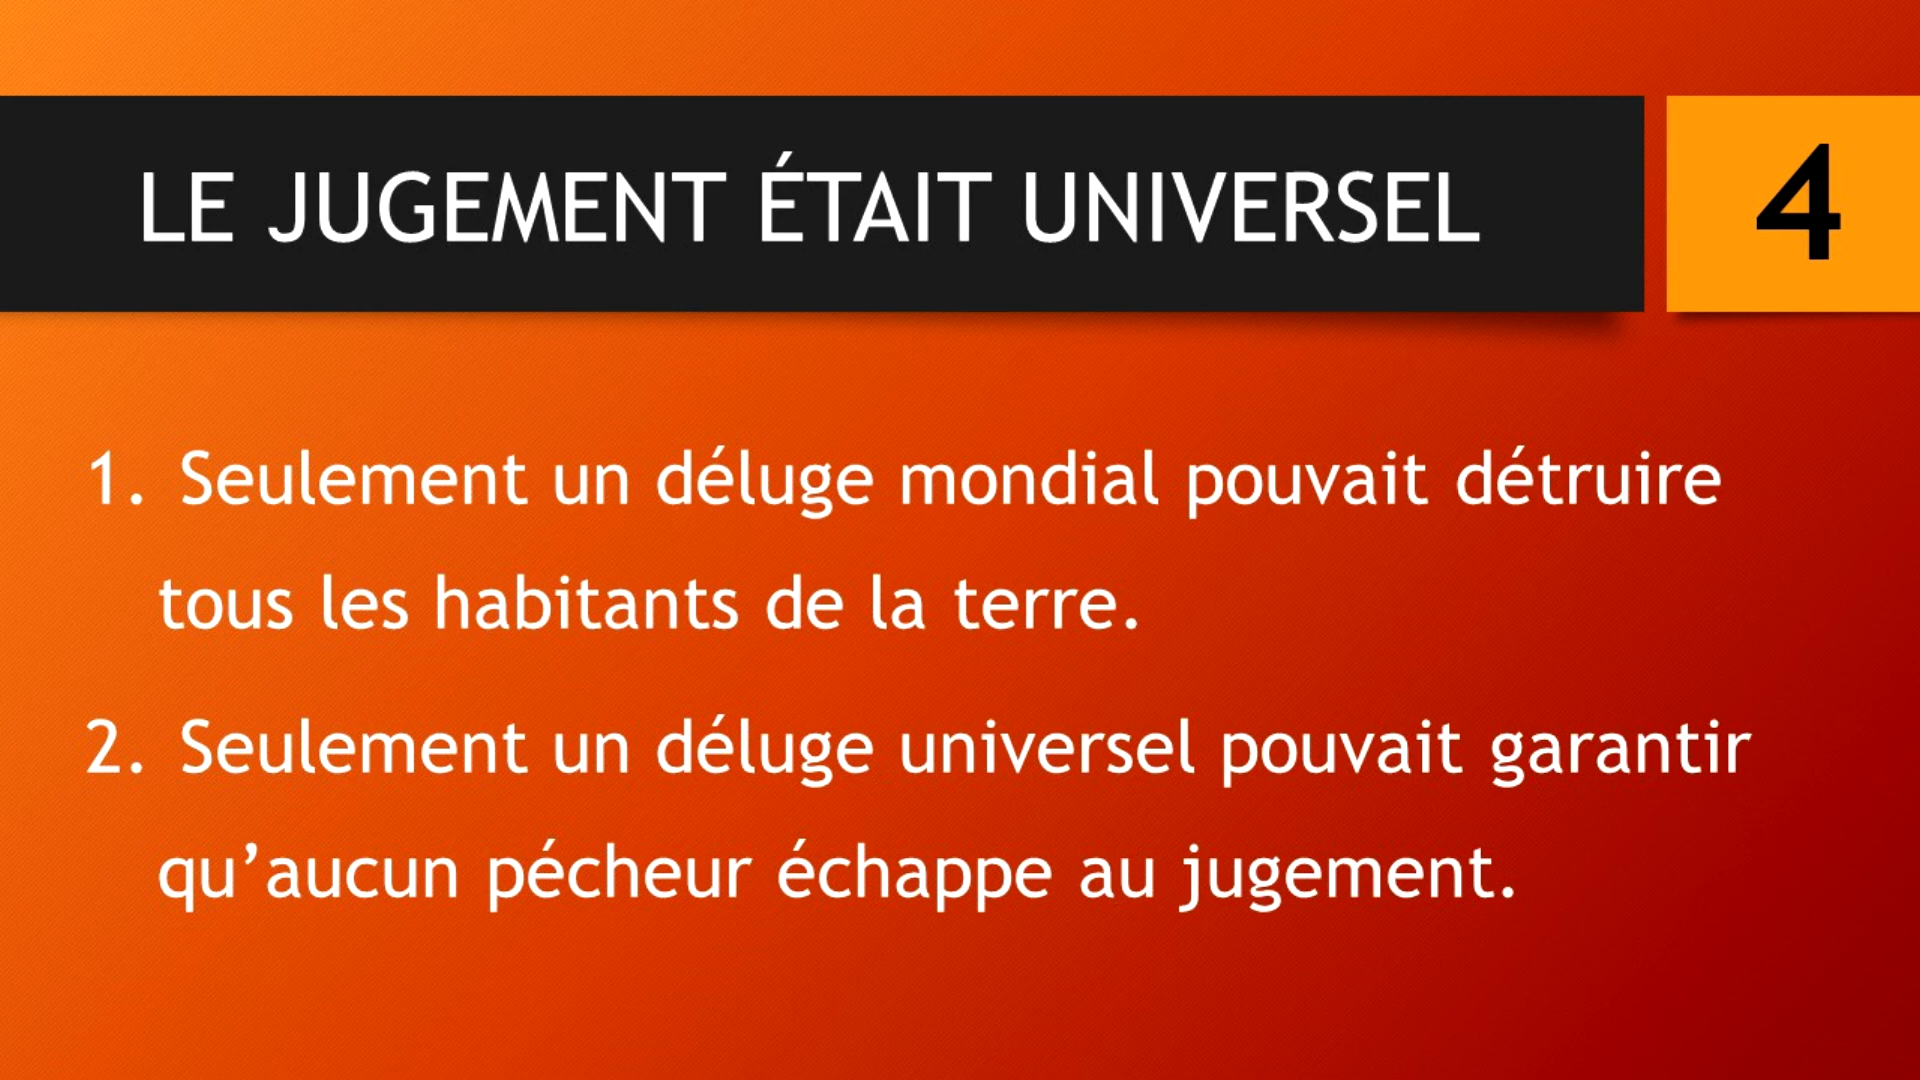 LE JUGEMENT ÉTAIT UNIVERSEL
4
1. Seulement un déluge mondial pouvait détruire
tous les habitants de la terre.
2. Seulement un déluge universel pouvait garantir
qu’aucun pécheur échappe au jugement.